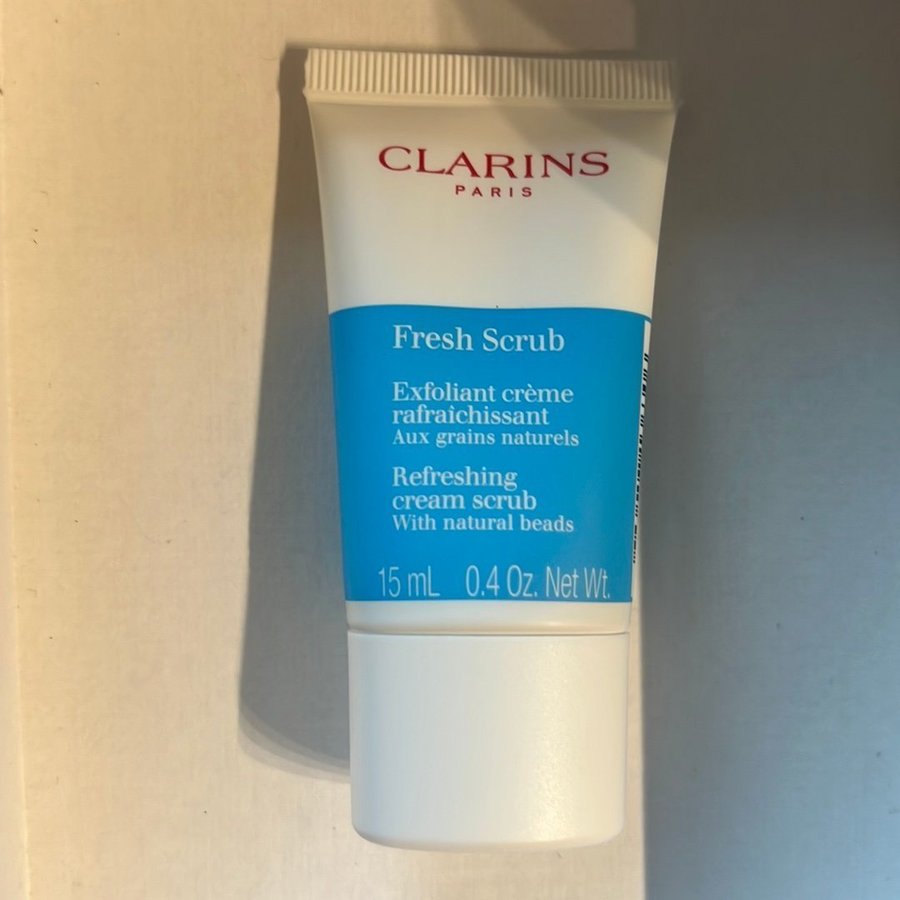 CLARINS
PARIS
Fresh Scrub
Exfoliant crème
rafraîchissant
Aux grains naturels
Refreshing
cream scrub
With natural beads
15 mL 0.4 Oz. Net Wt.